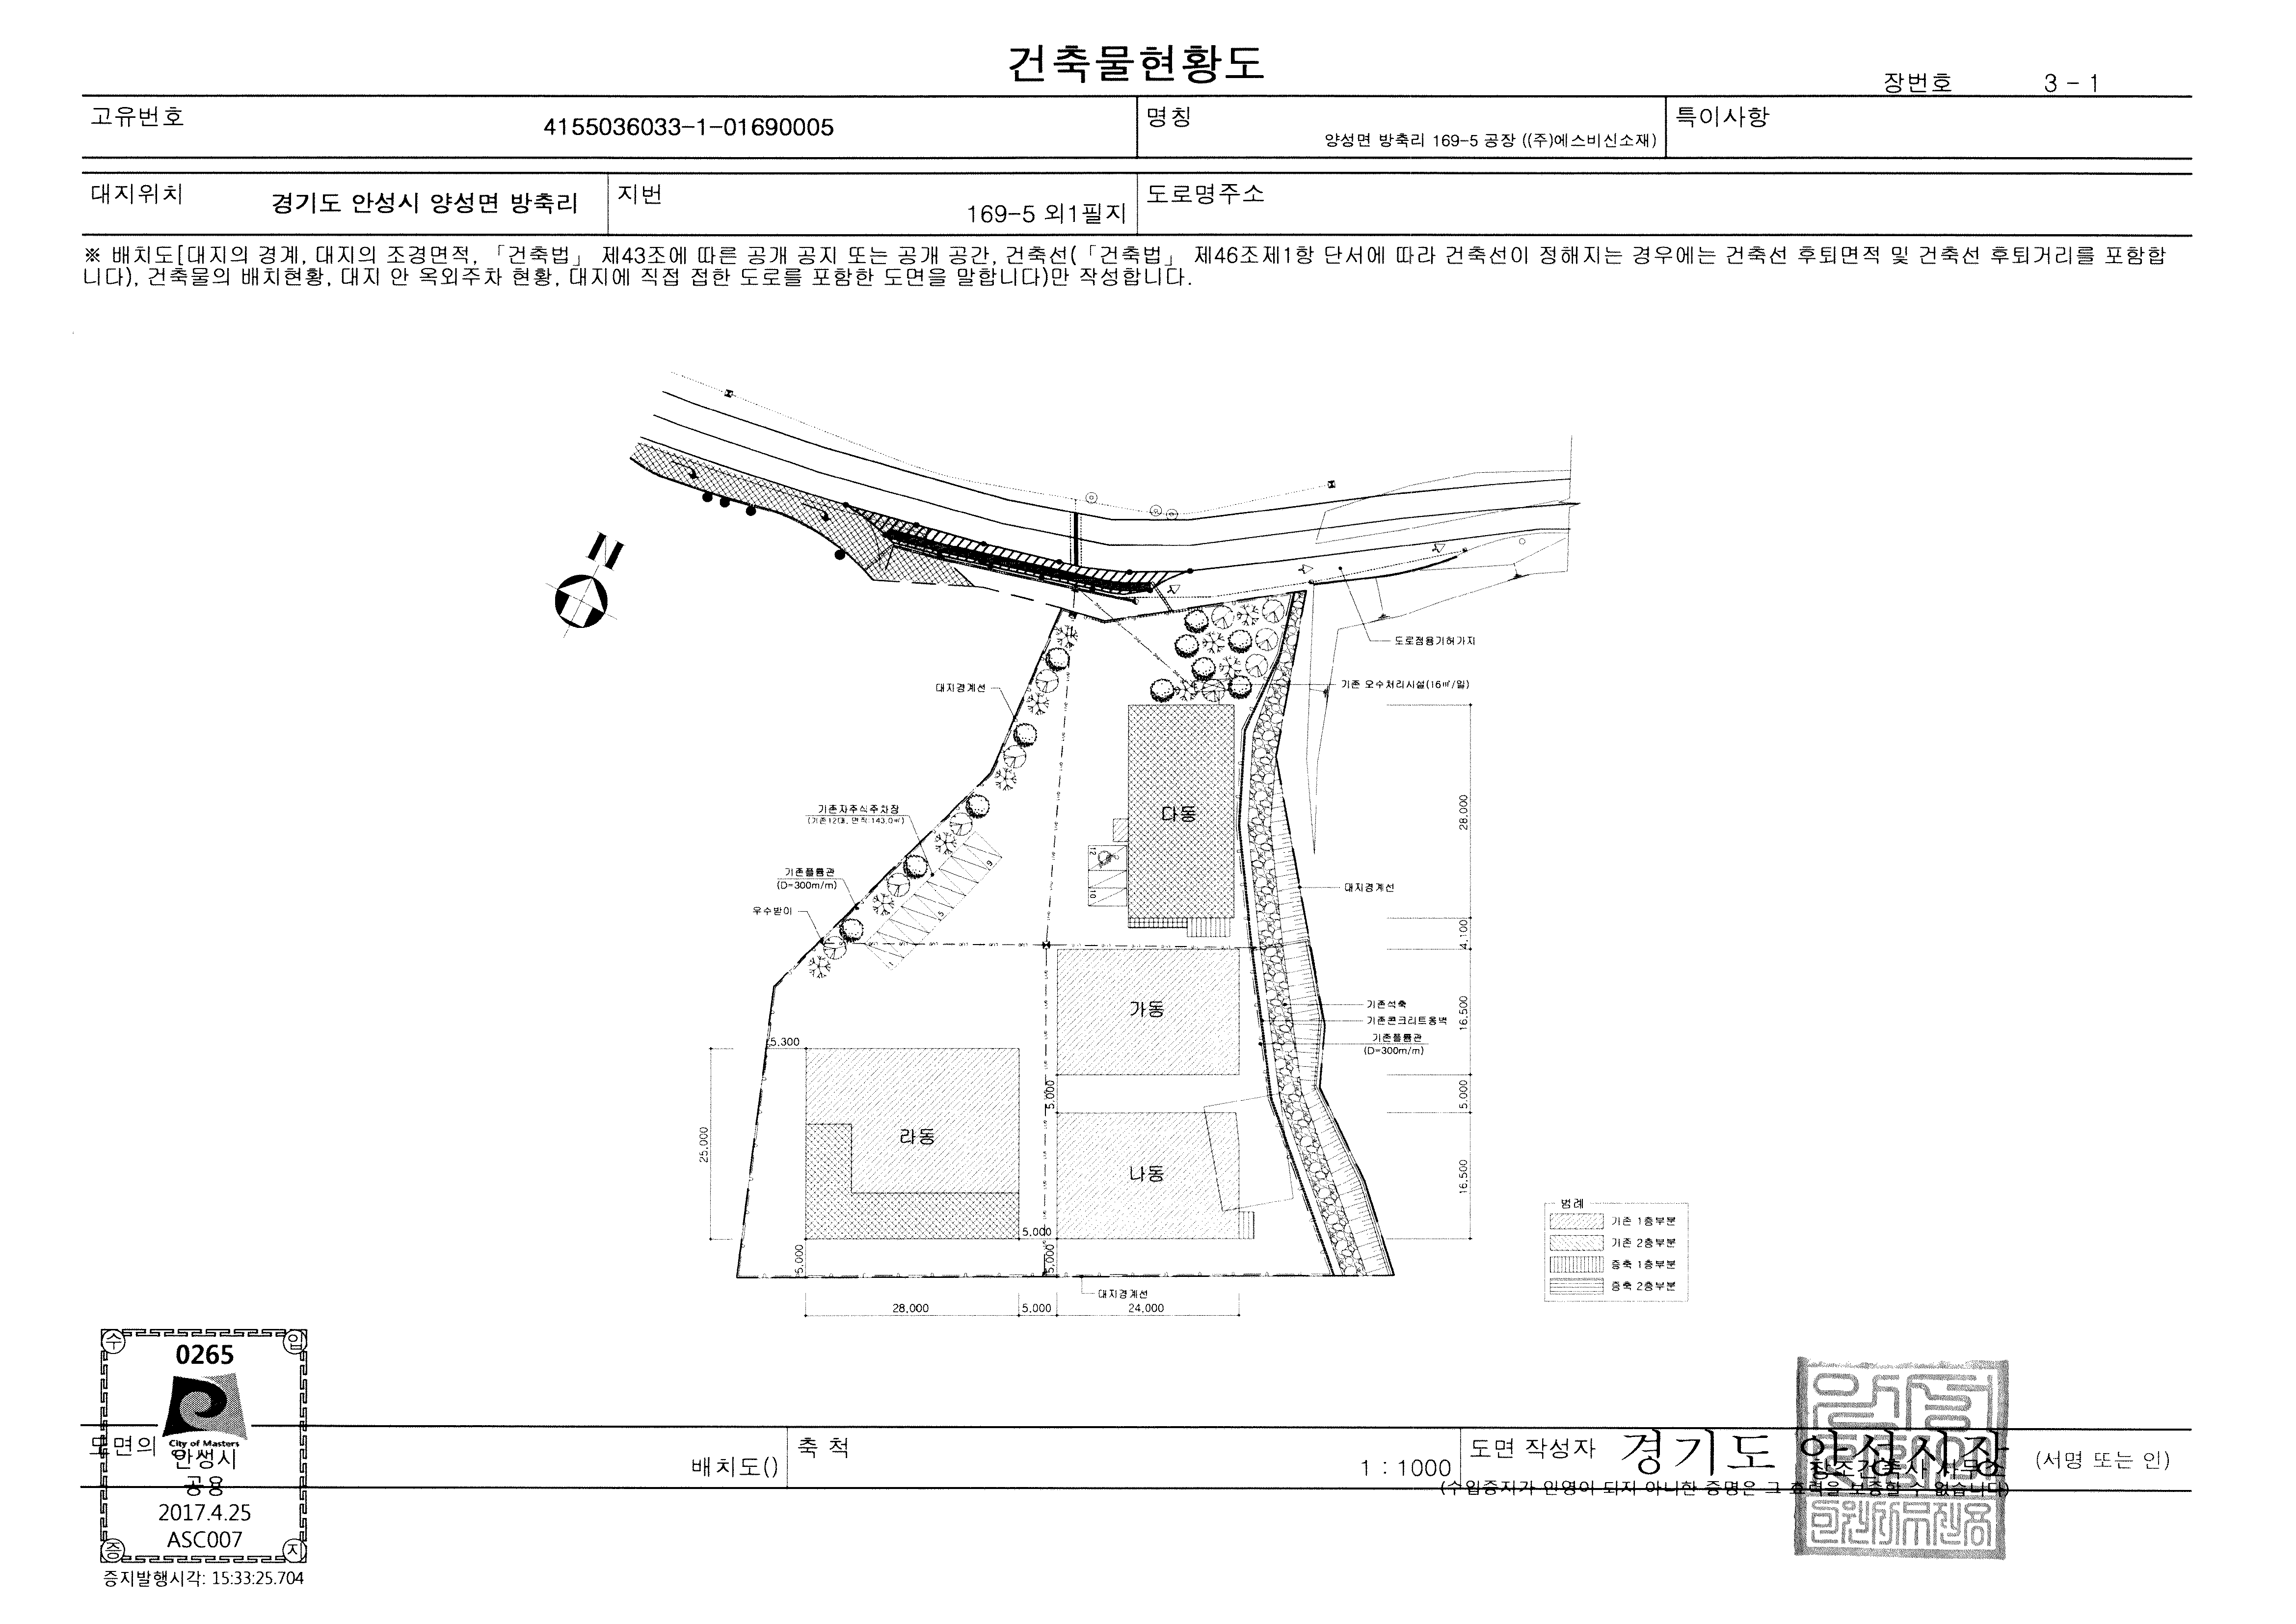 건축물현황도
장번호 3-1
고유번호 4155036033-1-01690005
명칭 양성면 방축리 169-5 공장 ((주)에스비신소재)
특이사항
대지위치 경기도 안성시 양성면 방축리
지번 169-5 외1필지
도로명주소
※ 배치도[대지의 경계, 대지의 조경면적, 「건축법」 제43조에 따른 공개 공지 또는 공개 공간, 건축선(「건축법」 제46조제1항 단서에 따라 건축선이 정해지는 경우에는 건축선 후퇴면적 및 건축선 후퇴거리를 포함합
니다), 건축물의 배치현황, 대지 안 옥외주차 현황, 대지에 직접 접한 도로를 포함한 도면을 말합니다)만 작성합니다.
도로점용기허가지
기존 오수처리시설(16㎥/일)
대지경계선
기존자주식주차장
(기존12대, 면적:143.0㎡)
기존플륨관
(D=300m/m)
우수받이
다동
12
10
9
5
1
28,000
대지경계선
4,100
가동
기존석축
기존콘크리트옹벽
기존플륨관
(D=300m/m)
16,500
5,300
5,000
5,000
25,000
라동
나동
16,500
5,000
5,000
5,000
대지경계선
28,000
5,000
24,000
범례
기존 1층부분
기존 2층부분
증축 1층부분
증축 2층부분
수 입
0265
City of Masters
안성시
공용
2017.4.25
ASC007
증 지
증지발행시각: 15:33:25.704
도면의
배치도()
축 척 1 : 1000
도면 작성자
경기도 안성시장
창조건축사 사무소
(서명 또는 인)
(수입증지가 인영이 되지 아니한 증명은 그 효력을 보증할 수 없습니다)